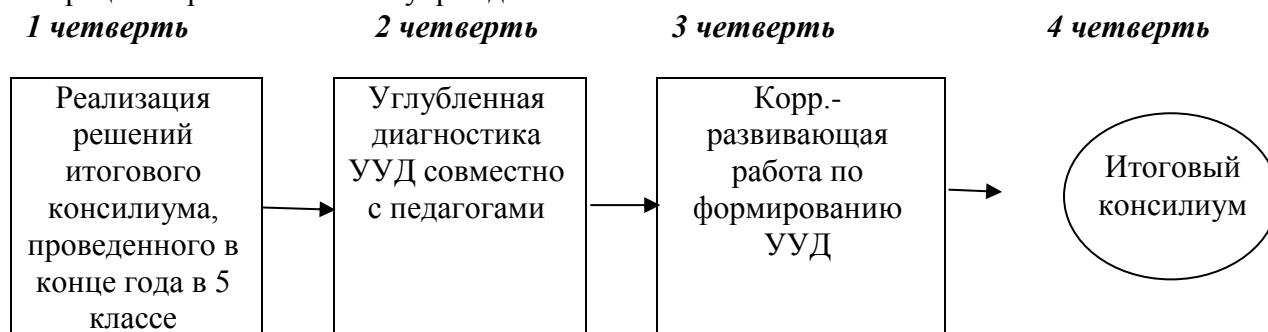 1 четверть 2 четверть 3 четверть 4 четверть
Реализация
решений
итогового
консилиума,
проведенного в
конце года в 5
классе
Углубленная
диагностика
УУД совместно
с педагогами
Корр.-
развивающая
работа по
формированию
УУД
Итоговый
консилиум